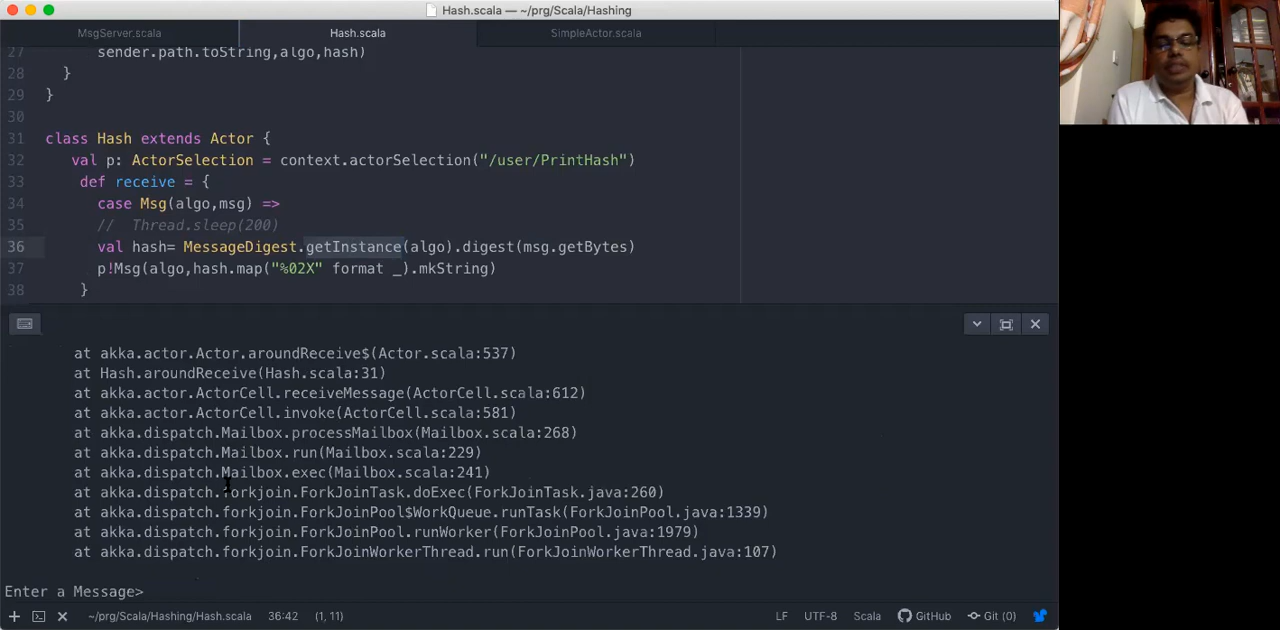 Hash.scala — ~/prg/Scala/Hashing
MsgServer.scala Hash.scala SimpleActor.scala
27 sender.path.toString,algo,hash)
28 }
29 }
30
31 class Hash extends Actor {
32 val p: ActorSelection = context.actorSelection("/user/PrintHash")
33 def receive = {
34 case Msg(algo,msg) =>
35 // Thread.sleep(200)
36 val hash= MessageDigest.getInstance(algo).digest(msg.getBytes)
37 p!Msg(algo,hash.map("%02X" format _).mkString)
38 }
at akka.actor.Actor.aroundReceive$(Actor.scala:537)
at Hash.aroundReceive(Hash.scala:31)
at akka.actor.ActorCell.receiveMessage(ActorCell.scala:612)
at akka.actor.ActorCell.invoke(ActorCell.scala:581)
at akka.dispatch.Mailbox.processMailbox(Mailbox.scala:268)
at akka.dispatch.Mailbox.run(Mailbox.scala:229)
at akka.dispatch.Mailbox.exec(Mailbox.scala:241)
at akka.dispatch.forkjoin.ForkJoinTask.doExec(ForkJoinTask.java:260)
at akka.dispatch.forkjoin.ForkJoinPool$WorkQueue.runTask(ForkJoinPool.java:1339)
at akka.dispatch.forkjoin.ForkJoinPool.runWorker(ForkJoinPool.java:1979)
at akka.dispatch.forkjoin.ForkJoinWorkerThread.run(ForkJoinWorkerThread.java:107)
Enter a Message>
~/prg/Scala/Hashing/Hash.scala 36:42 (1, 11) LF UTF-8 Scala GitHub Git (0)